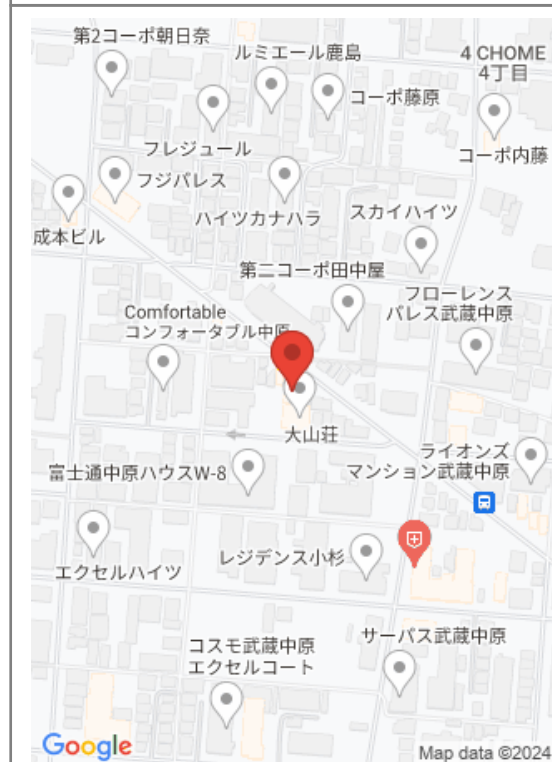 第2コーポ朝日奈
ルミエール鹿島
4 CHOME
4丁目
コーポ藤原
フレジュール
コーポ内藤
フジパレス
ハイツカナハラ
スカイハイツ
成本ビル
第二コーポ田中屋
フローレンス
パレス武蔵中原
Comfortable
コンフォータブル中原
大山荘
ライオンズ
マンション武蔵中原
富士通中原ハウスW-8
レジデンス小杉
エクセルハイツ
サーパス武蔵中原
コスモ武蔵中原
エクセルコート
Google
Map data ©2024